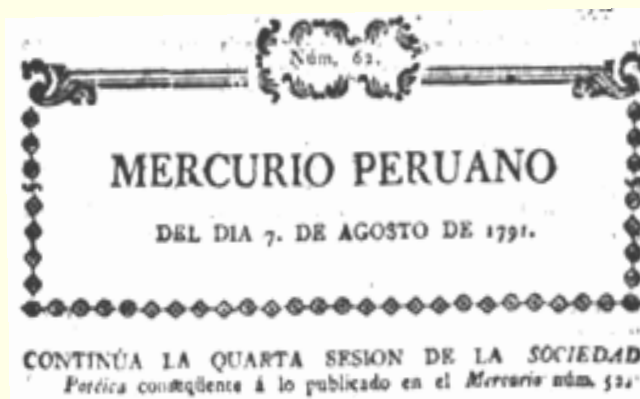 Núm. 62.
MERCURIO PERUANO
DEL DIA 7. DE AGOSTO DE 1791.
CONTINÚA LA QUARTA SESION DE LA SOCIEDAD
Poética conseqüente á lo publicado en el Mercurio núm. 52.